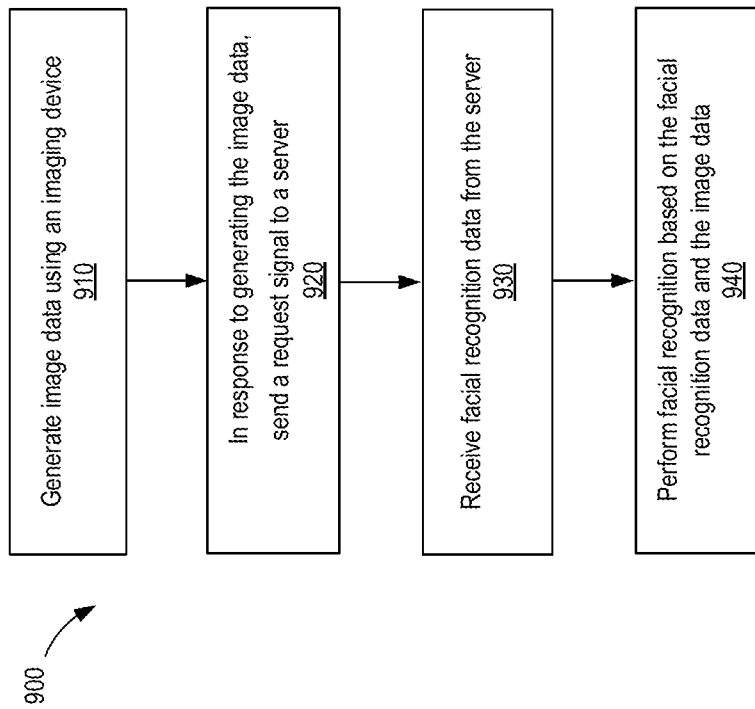 900
Generate image data using an imaging device
910
In response to generating the image data,
send a request signal to a server
920
Receive facial recognition data from the server
930
Perform facial recognition based on the facial
recognition data and the image data
940